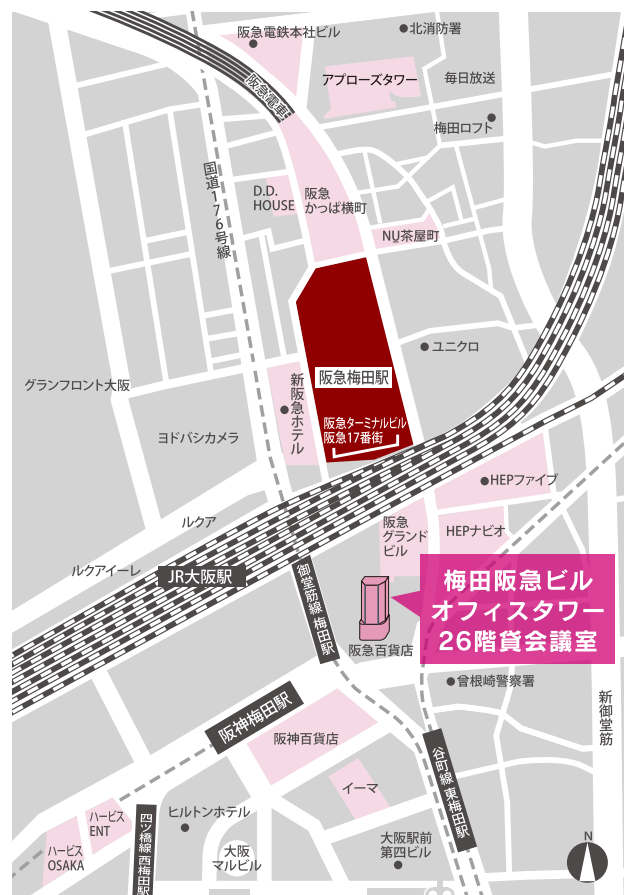 阪急電鉄本社ビル
北消防署
アプローズタワー
毎日放送
阪急電車
梅田ロフト
国道176号線
D.D.
HOUSE
阪急
かっぱ横町
NU茶屋町
ユニクロ
阪急梅田駅
グランフロント大阪
新阪急ホテル
阪急ターミナルビル
阪急17番街
ヨドバシカメラ
HEPファイブ
ルクア
阪急
グランド
ビル
HEPナビオ
ルクアイーレ
JR大阪駅
御堂筋線 梅田駅
梅田阪急ビル
オフィスタワー
26階貸会議室
阪急百貨店
曾根崎警察署
新御堂筋
阪神梅田駅
阪神百貨店
谷町線 東梅田駅
イーマ
ハービス
ENT
ハービス
OSAKA
四ツ橋線 西梅田駅
ヒルトンホテル
大阪
マルビル
大阪駅前
第四ビル
N